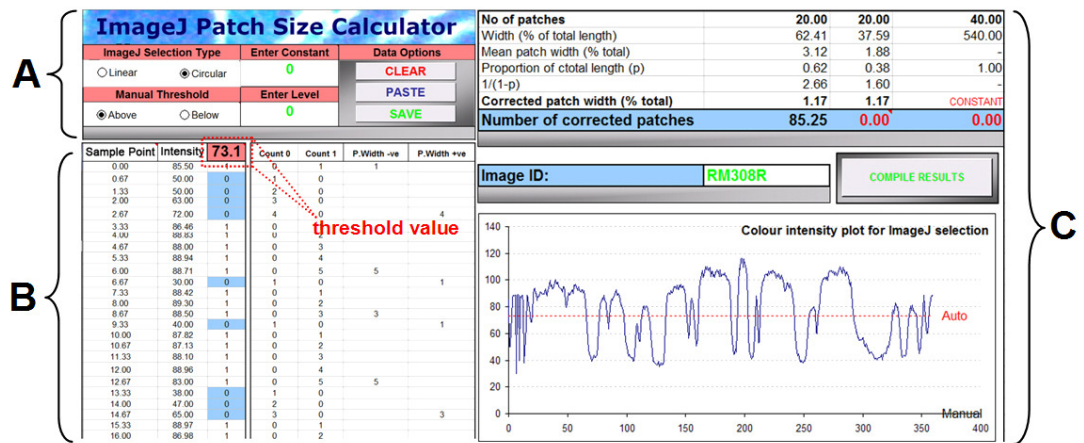 A
ImageJ Patch Size Calculator
ImageJ Selection Type Enter Constant Data Options
Linear Circular 0 CLEAR
PASTE
Manual Threshold Enter Level
Above Below 0 SAVE
B
Sample Point Intensity 73.1 Count 0 Count 1 P.Width -ve P.Width +ve
0.00 85.50 1 0 1 1
0.67 50.00 0 1 0
1.33 50.00 0 2 0
2.00 63.00 0 3 0
2.67 72.00 0 4 0 4
threshold value
3.33 86.46 1 0 1
4.00 88.83 1 0 2
4.67 88.00 1 0 3
5.33 88.94 1 0 4
6.00 88.71 1 0 5 5
6.67 30.00 0 1 0 1
7.33 88.42 1 0 1
8.00 89.30 1 0 2
8.67 88.50 1 0 3 3
9.33 40.00 0 1 0 1
10.00 87.82 1 0 1
10.67 87.13 1 0 2
11.33 88.10 1 0 3
12.00 88.96 1 0 4
12.67 83.00 1 0 5 5
13.33 38.00 0 1 0
14.00 47.00 0 2 0
14.67 65.00 0 3 0 3
15.33 88.97 1 0 1
16.00 86.98 1 0 2
C
No of patches 20.00 20.00 40.00
Width (% of total length) 62.41 37.59 540.00
Mean patch width (% total) 3.12 1.88 -
Proportion of ctotal length (p) 0.62 0.38 1.00
1/(1-p) 2.66 1.60 -
Corrected patch width (% total) 1.17 1.17 CONSTANT
Number of corrected patches 85.25 0.00 0.00
Image ID: RM308R COMPILE RESULTS
Colour intensity plot for ImageJ selection
140
120
100
80
60
40
20
0
Auto
Manual
0 50 100 150 200 250 300 350 400